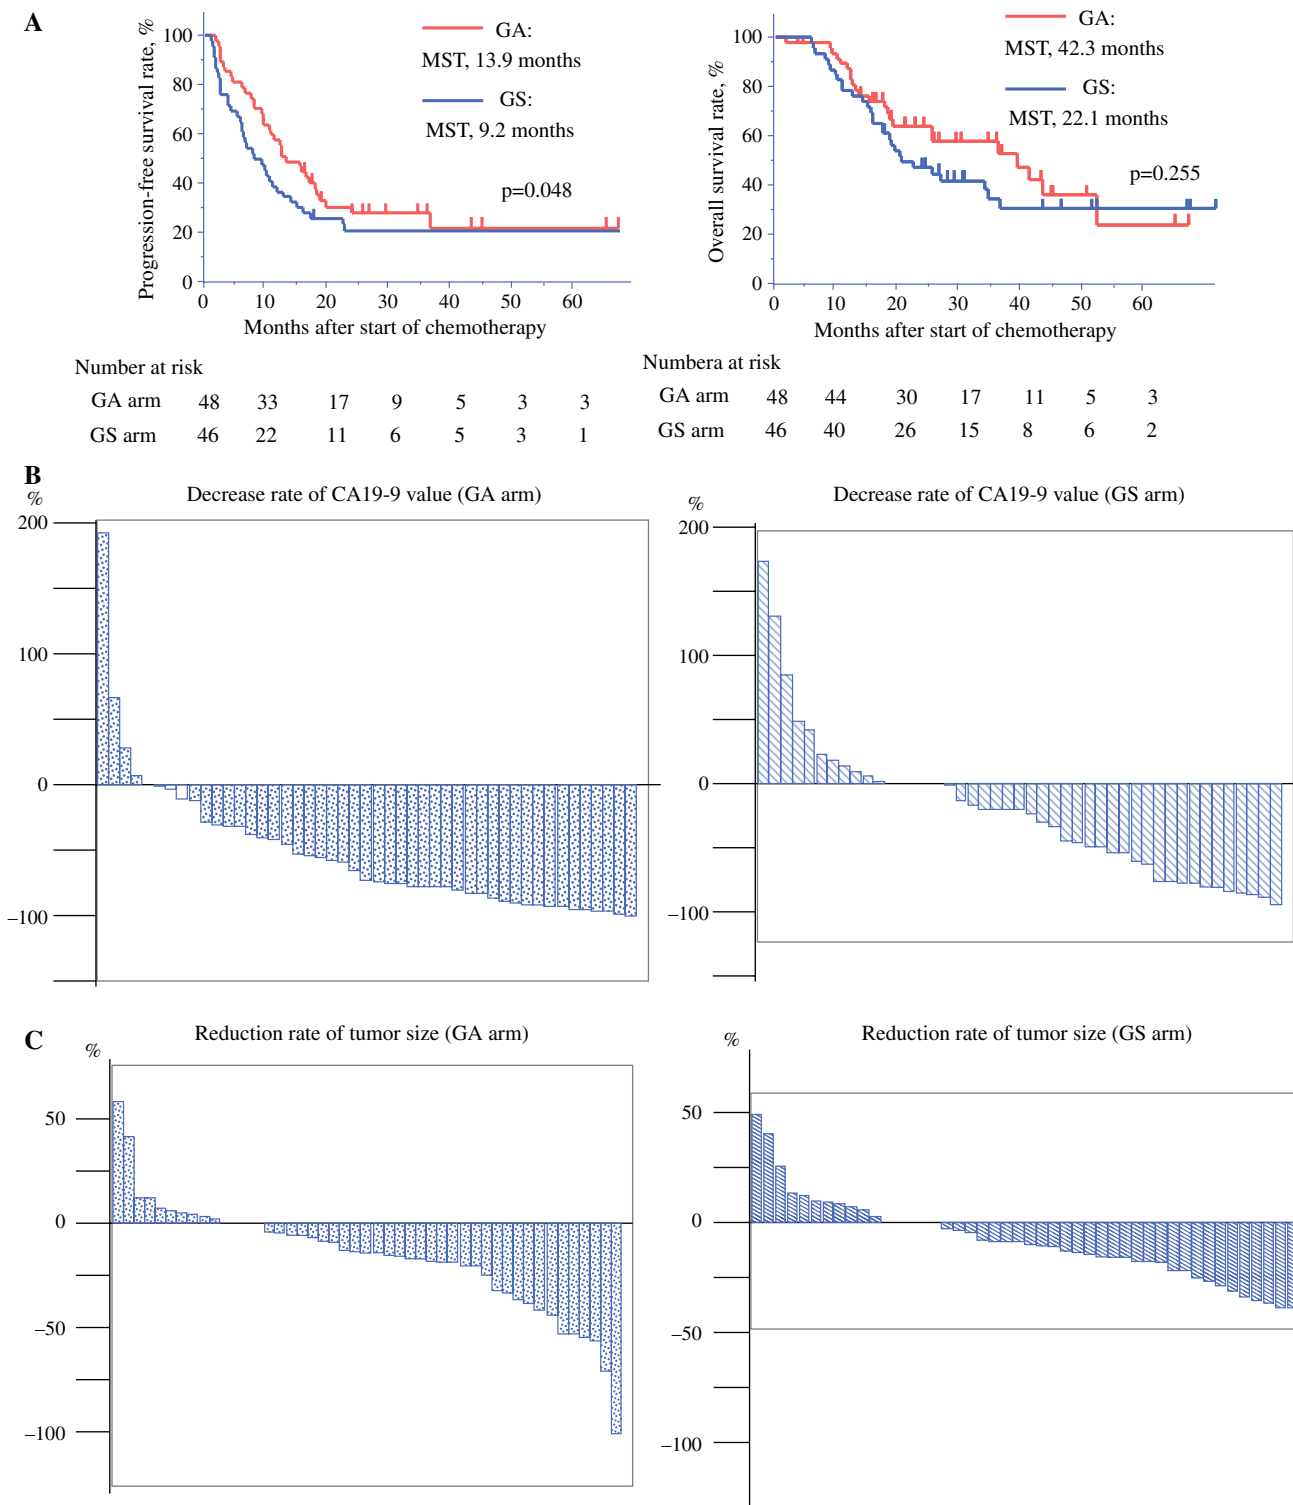 A
Progression-free survival rate, %
100
80
60
40
20
0
0 10 20 30 40 50 60
Months after start of chemotherapy
GA:
MST, 13.9 months
GS:
MST, 9.2 months
p=0.048
Number at risk
GA arm 48 33 17 9 5 3 3
GS arm 46 22 11 6 5 3 1
Overall survival rate, %
100
80
60
40
20
0
0 10 20 30 40 50 60
Months after start of chemotherapy
GA:
MST, 42.3 months
GS:
MST, 22.1 months
p=0.255
Numbera at risk
GA arm 48 44 30 17 11 5 3
GS arm 46 40 26 15 8 6 2
B
Decrease rate of CA19-9 value (GA arm)
%
200
100
0
−100
Decrease rate of CA19-9 value (GS arm)
%
200
100
0
−100
C
Reduction rate of tumor size (GA arm)
%
50
0
−50
−100
Reduction rate of tumor size (GS arm)
%
50
0
−50
−100